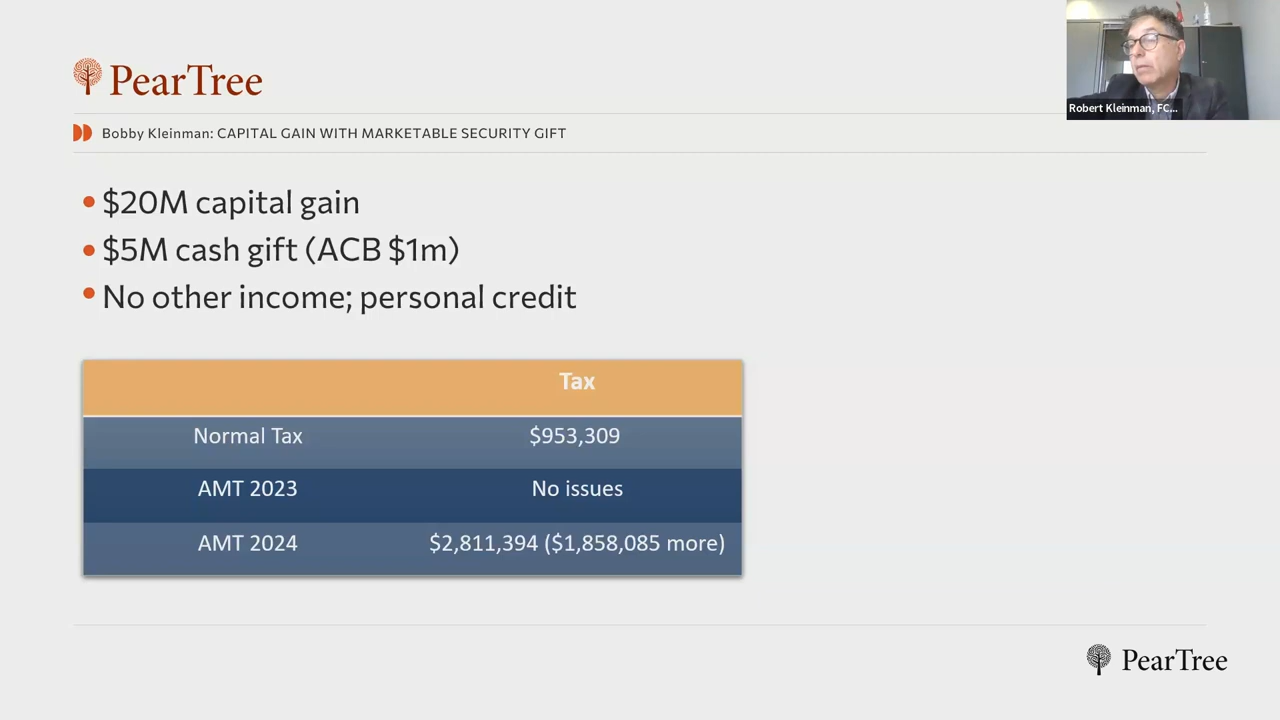 PearTree
Robert Kleinman, FC...
Bobby Kleinman: CAPITAL GAIN WITH MARKETABLE SECURITY GIFT
• $20M capital gain
• $5M cash gift (ACB $1m)
• No other income; personal credit
Tax
Normal Tax $953,309
AMT 2023 No issues
AMT 2024 $2,811,394 ($1,858,085 more)
PearTree